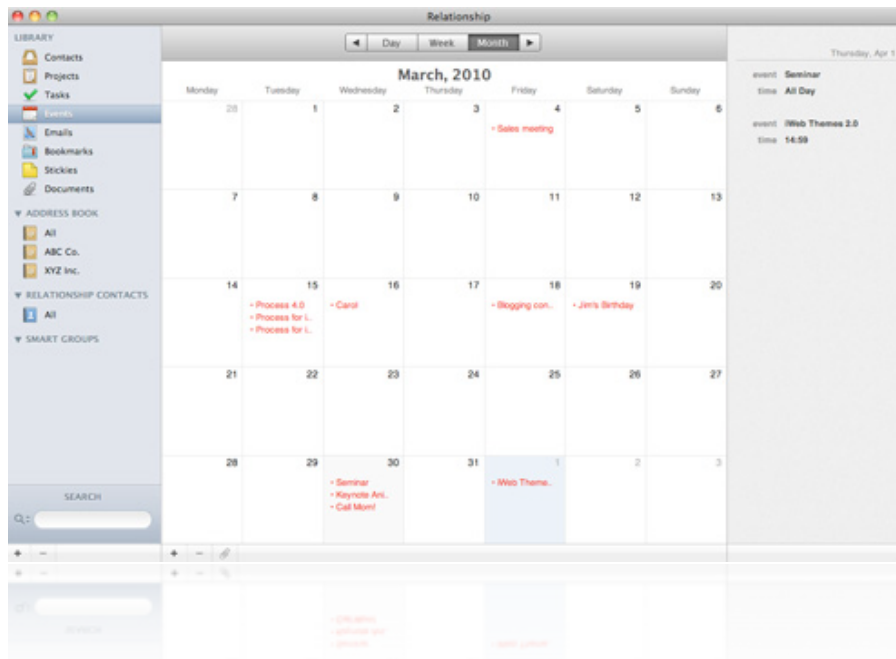 Relationship
LIBRARY
Contacts
Projects
Tasks
Events
Emails
Bookmarks
Stickies
Documents
ADDRESS BOOK
All
ABC Co.
XYZ Inc.
RELATIONSHIP CONTACTS
All
SMART GROUPS
SEARCH
Day Week Month
March, 2010
Monday Tuesday Wednesday Thursday Friday Saturday Sunday
28 1 2 3 4 5 6
• Sales meeting
7 8 9 10 11 12 13
14 15 16 17 18 19 20
• Process 4.0 • Carol • Blogging con.. • Jim's Birthday
• Process for i..
• Process for i..
21 22 23 24 25 26 27
28 29 30 31 1 2 3
• Seminar • iWeb Theme..
• Keynote Ani..
• Call Mom!
Thursday, Apr 1
event Seminar
time All Day
event iWeb Themes 2.0
time 14:59